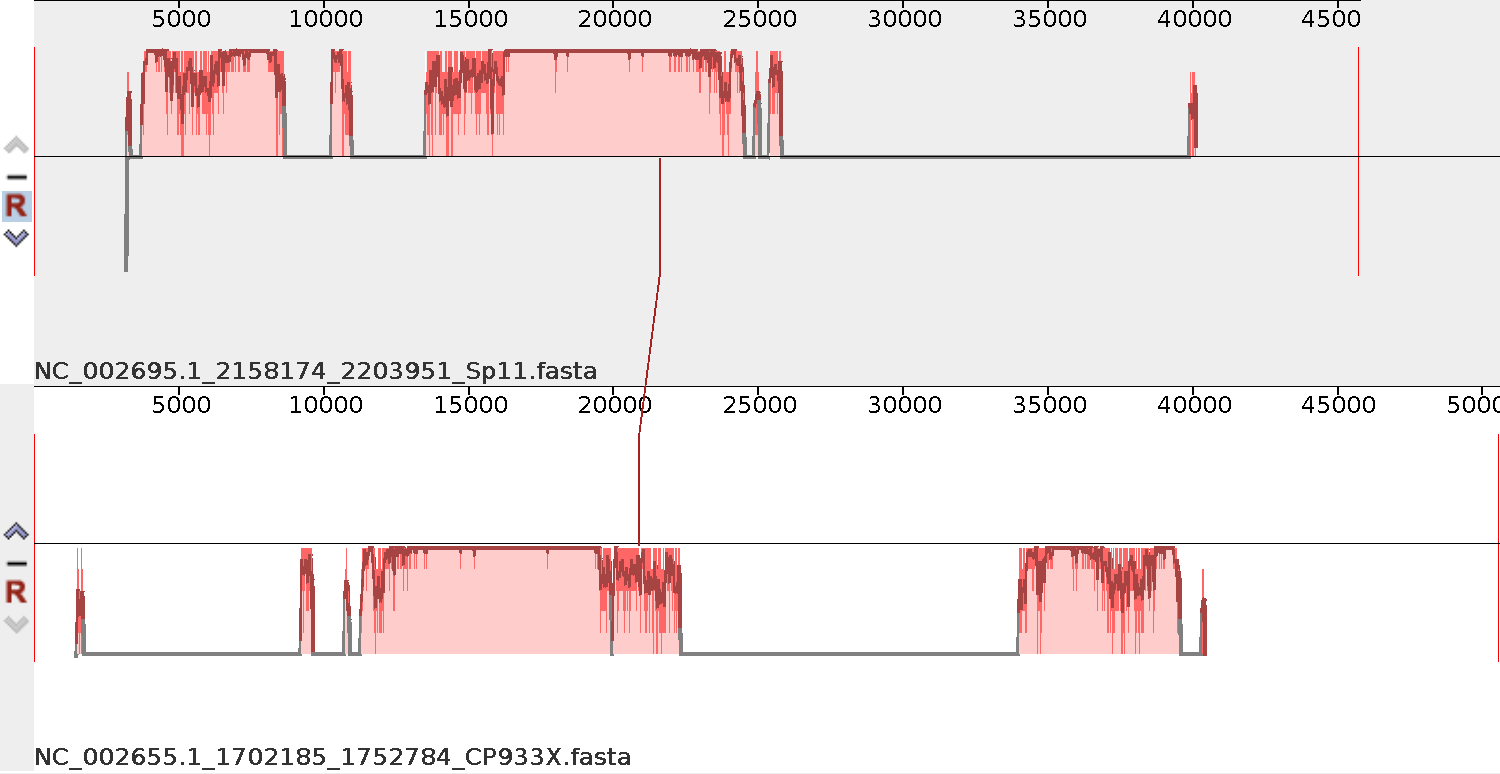 5000 10000 15000 20000 25000 30000 35000 40000 4500
R
NC_002695.1_2158174_2203951_Sp11.fasta
5000 10000 15000 20000 25000 30000 35000 40000 45000 5000
R
NC_002655.1_1702185_1752784_CP933X.fasta